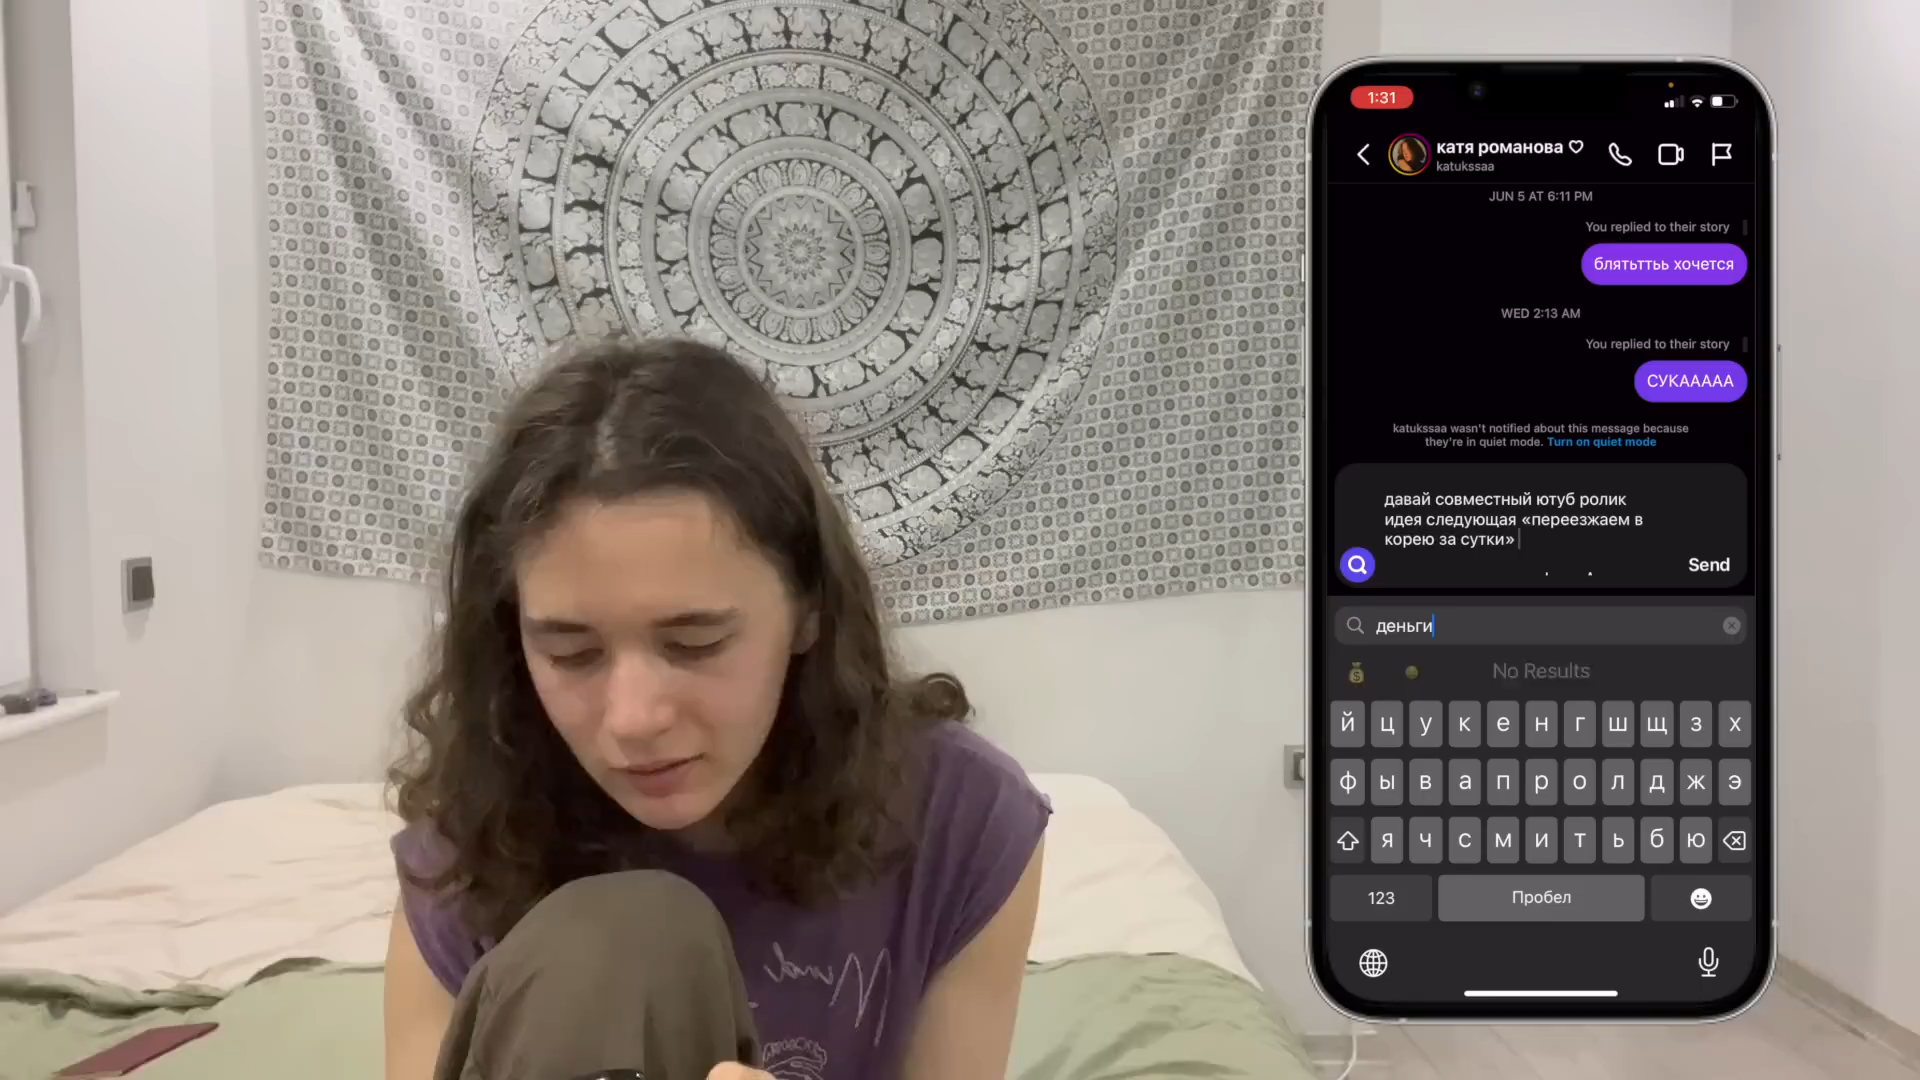 1:31
катя романова ♡
katukssaa
JUN 5 AT 6:11 PM
You replied to their story
блятьттьь хочется
WED 2:13 AM
You replied to their story
СУКААААА
katukssaa wasn't notified about this message because
they're in quiet mode. Turn on quiet mode
давай совместный ютуб ролик
идея следующая «переезжаем в
корею за сутки»
Send
деньги
No Results
й ц у к е н г ш щ з х
ф ы в а п р о л д ж э
я ч с м и т ь б ю
123 Пробел